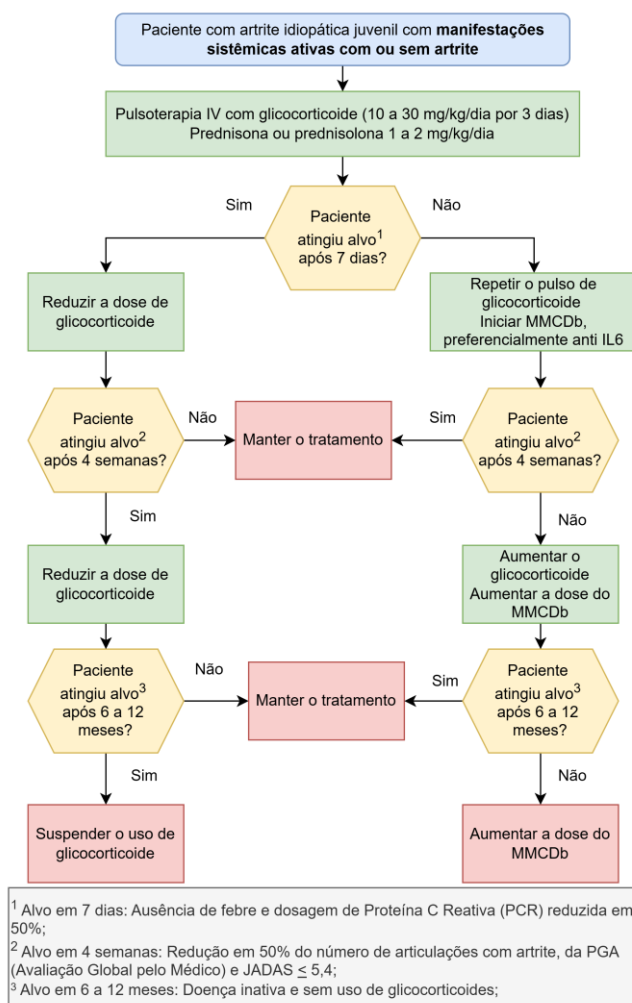 Paciente com artrite idiopática juvenil com manifestações
sistêmicas ativas com ou sem artrite
Pulsoterapia IV com glicocorticoide (10 a 30 mg/kg/dia por 3 dias)
Prednisona ou prednisolona 1 a 2 mg/kg/dia
Sim
Não
Paciente
atingiu alvo¹
após 7 dias?
Reduzir a dose de
glicocorticoide
Repetir o pulso de
glicocorticoide
Iniciar MMCDb,
preferencialmente anti IL6
Paciente
atingiu alvo²
após 4 semanas?
Não
Manter o tratamento
Sim
Paciente
atingiu alvo²
após 4 semanas?
Sim
Não
Reduzir a dose de
glicocorticoide
Aumentar o
glicocorticoide
Aumentar a dose do
MMCDb
Paciente
atingiu alvo³
após 6 a 12
meses?
Não
Manter o tratamento
Sim
Paciente
atingiu alvo³
após 6 a 12
meses?
Sim
Não
Suspender o uso de
glicocorticoide
Aumentar a dose do
MMCDb
¹ Alvo em 7 dias: Ausência de febre e dosagem de Proteína C Reativa (PCR) reduzida em
50%;
² Alvo em 4 semanas: Redução em 50% do número de articulações com artrite, da PGA
(Avaliação Global pelo Médico) e JADAS ≤ 5,4;
³ Alvo em 6 a 12 meses: Doença inativa e sem uso de glicocorticoides;